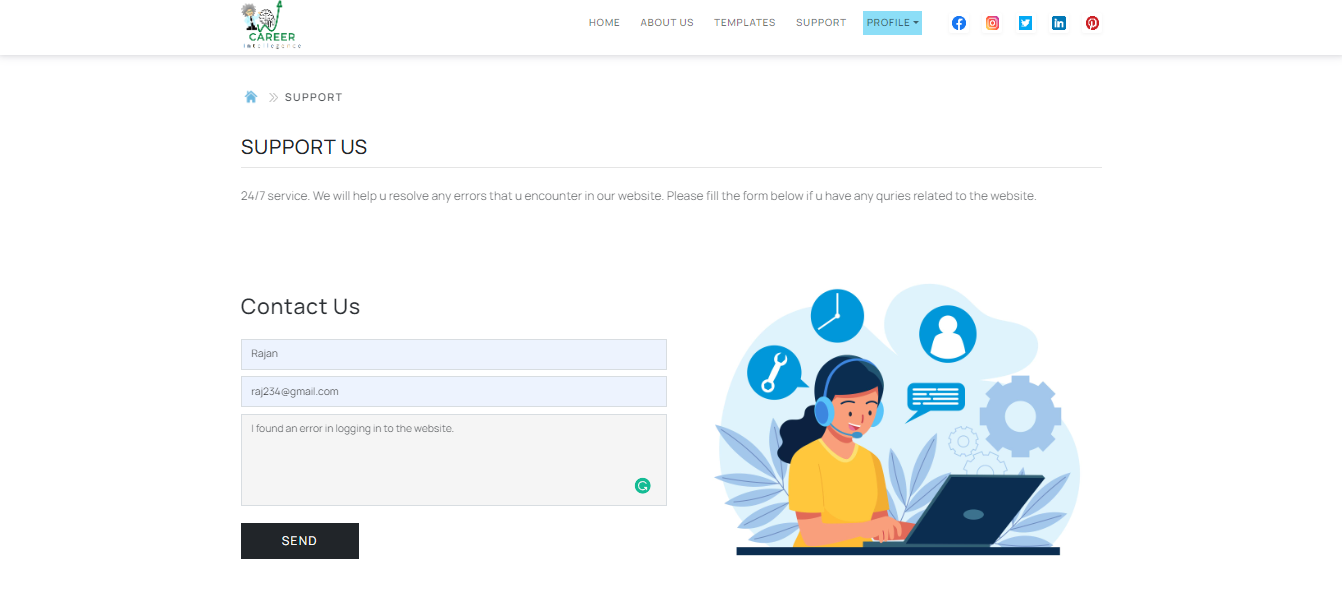 CAREER
intellegence
HOME ABOUT US TEMPLATES SUPPORT PROFILE
SUPPORT
SUPPORT US
24/7 service. We will help u resolve any errors that u encounter in our website. Please fill the form below if u have any quries related to the website.
Contact Us
Rajan
raj234@gmail.com
I found an error in logging in to the website.
SEND